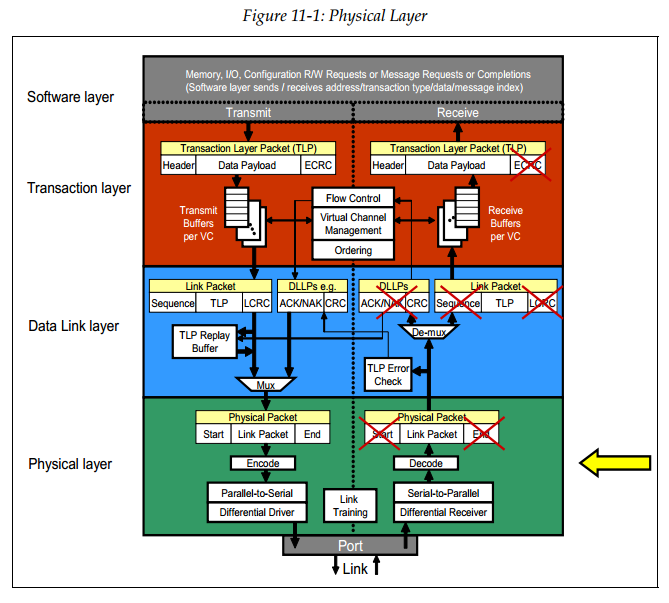 Figure 11-1: Physical Layer
Software layer
Memory, I/O, Configuration R/W Requests or Message Requests or Completions
(Software layer sends / receives address/transaction type/data/message index)
Transmit
Receive
Transaction layer
Transaction Layer Packet (TLP)
Header
Data Payload
ECRC
Transaction Layer Packet (TLP)
Header
Data Payload
ECRC
Transmit
Buffers
per VC
Flow Control
Virtual Channel
Management
Ordering
Receive
Buffers
per VC
Data Link layer
Link Packet
Sequence
TLP
LCRC
DLLPs e.g.
ACK/NAK
CRC
DLLPs
ACK/NAK
CRC
Link Packet
Sequence
TLP
LCRC
TLP Replay
Buffer
De-mux
TLP Error
Check
Mux
Physical layer
Physical Packet
Start
Link Packet
End
Physical Packet
Start
Link Packet
End
Encode
Decode
Parallel-to-Serial
Differential Driver
Link
Training
Serial-to-Parallel
Differential Receiver
Port
Link